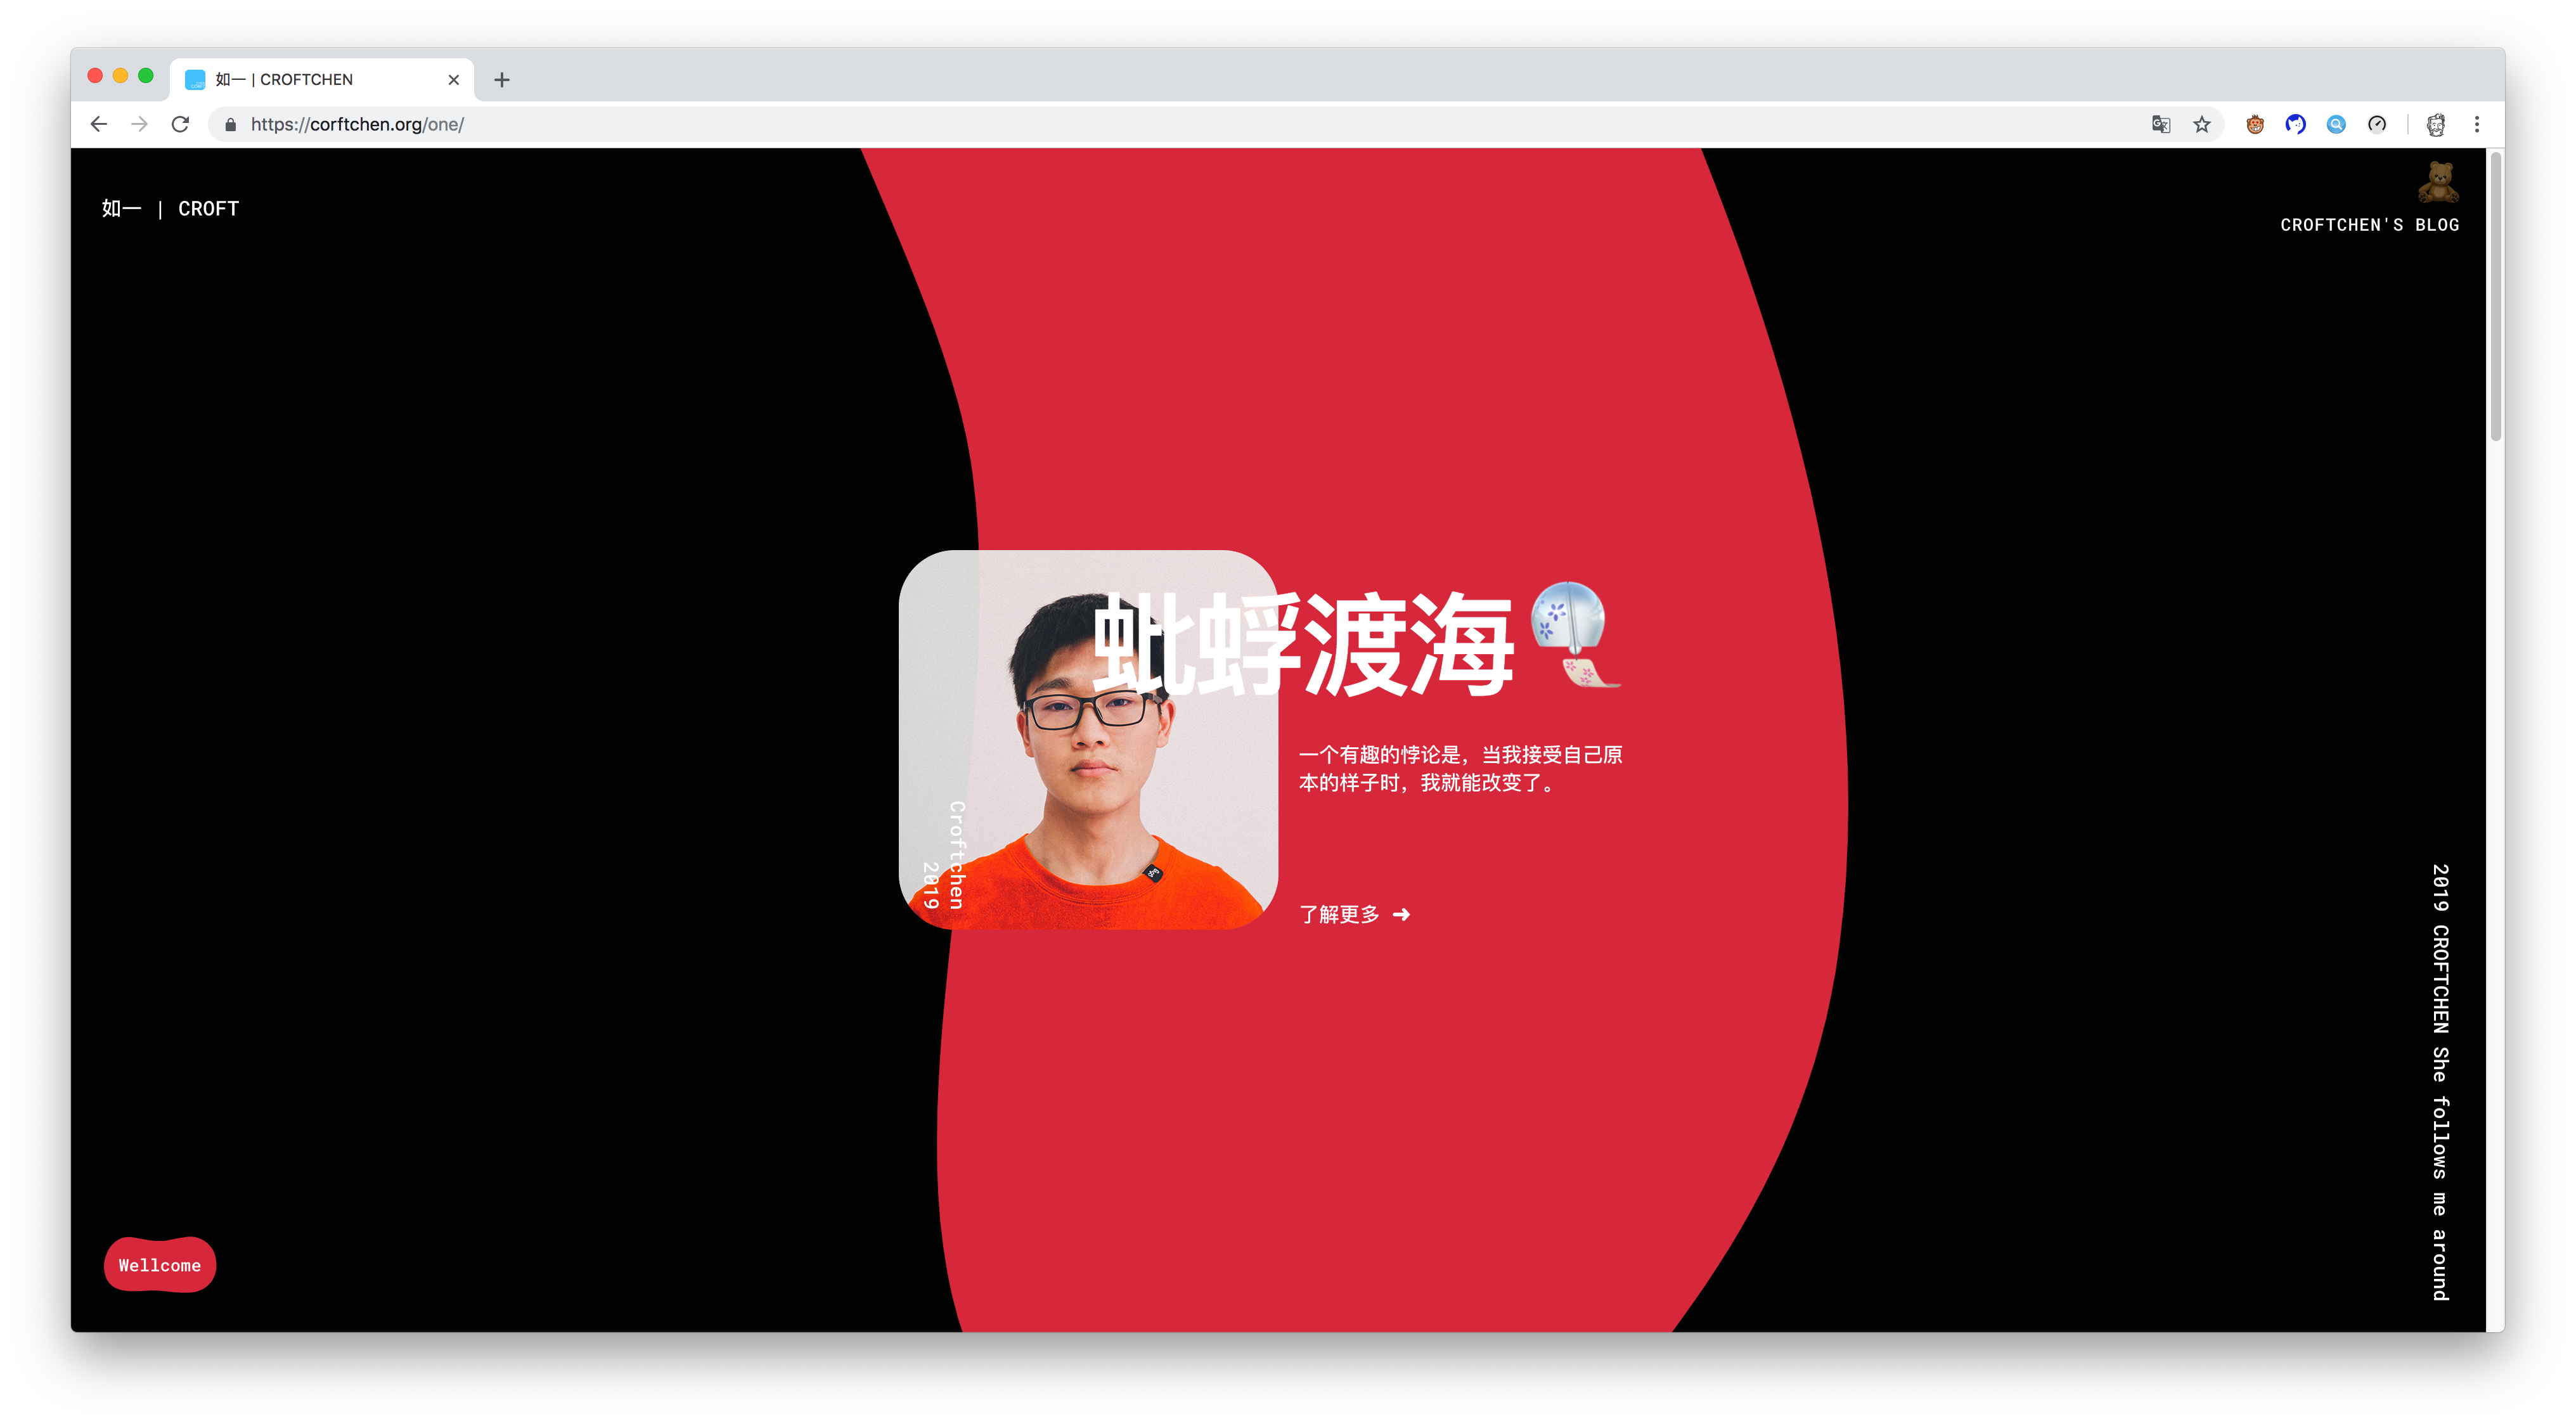 如一 | CROFTCHEN
https://corftchen.org/one/
如一 | CROFT
CROFTCHEN'S BLOG
蚍蜉渡海
一个有趣的悖论是，当我接受自己原
本的样子时，我就能改变了。
Croftchen
2019
了解更多 ➜
2019 CROFTCHEN She follows me around
Wellcome